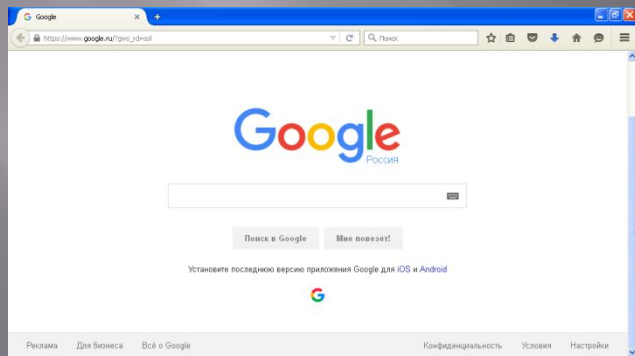 Google
https://www.google.ru/?gws_rd=ssl
Поиск
Google
Россия
Поиск в Google
Мне повезёт!
Установите последнюю версию приложения Google для iOS и Android
G
Реклама Для бизнеса Всё о Google Конфиденциальность Условия Настройки